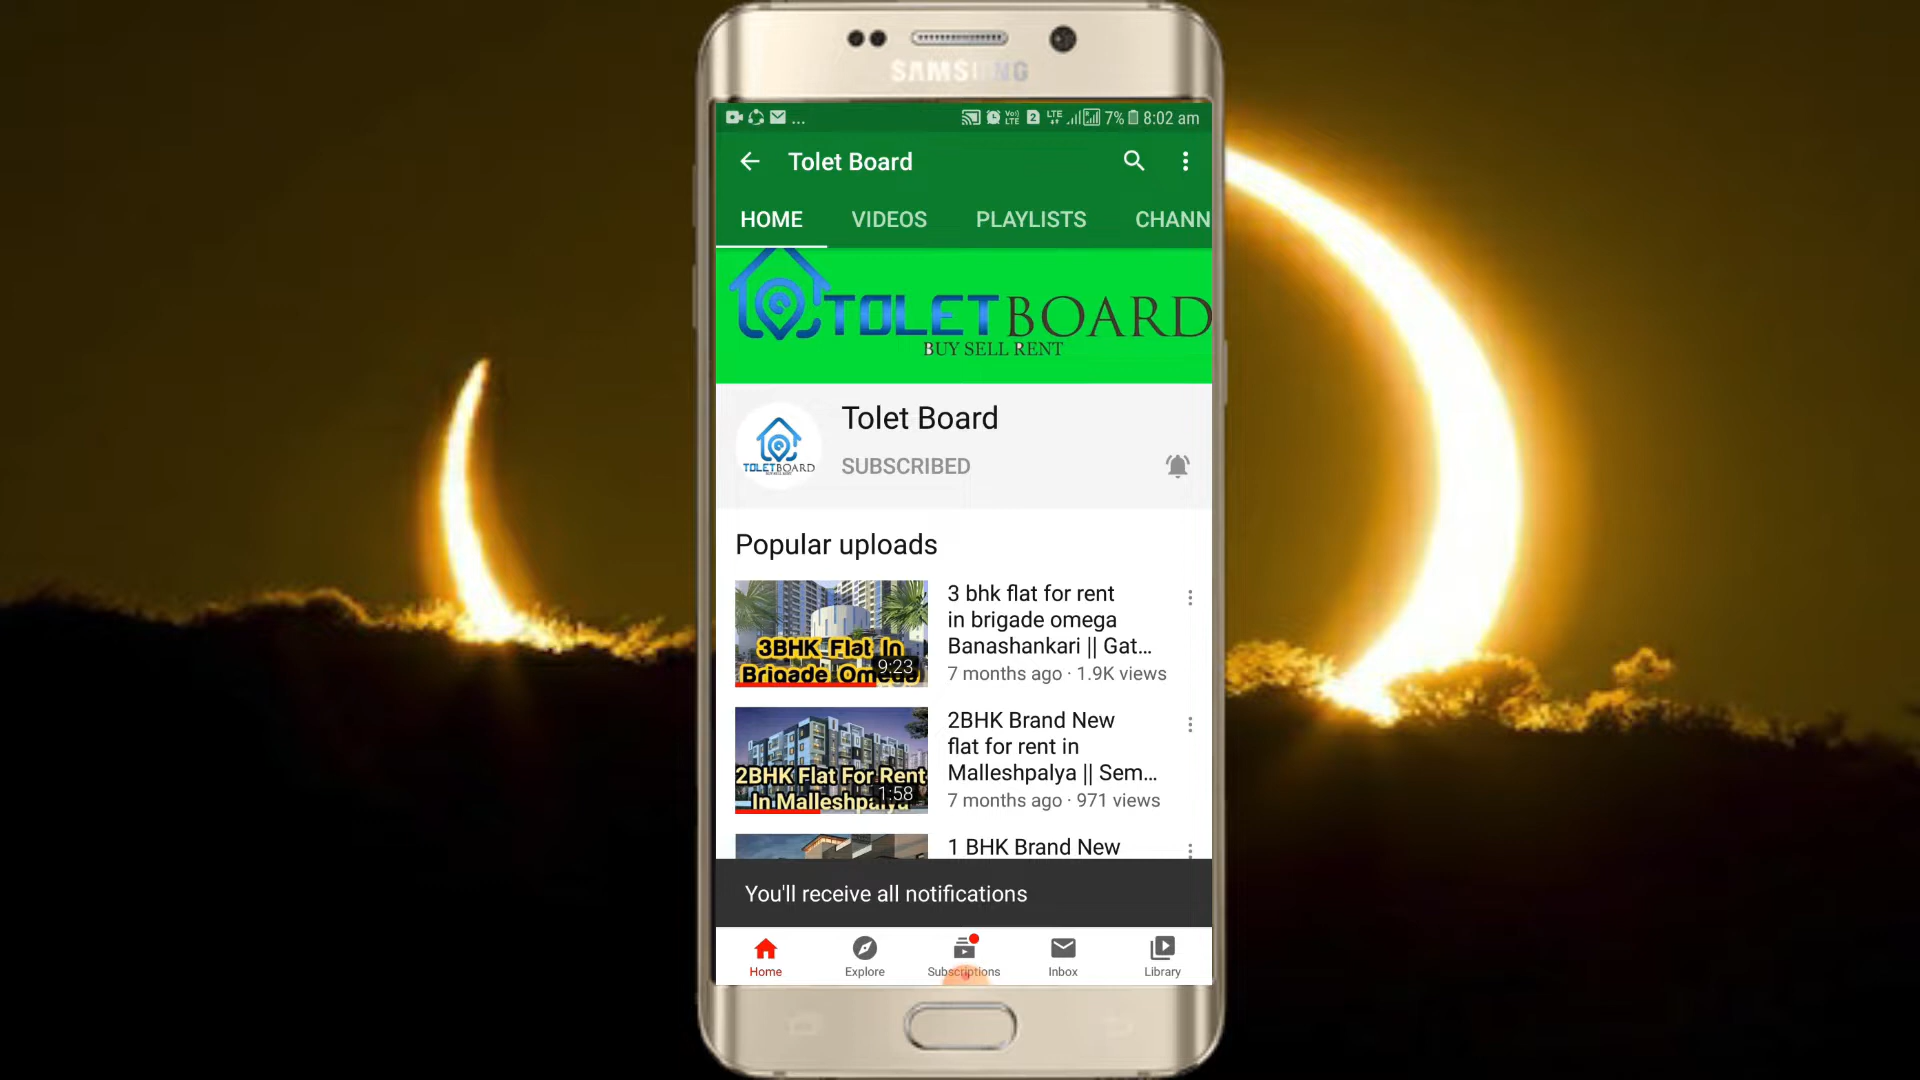 SAMSUNG
... VoI) LTE 2 LTE 7% 8:02 am
Tolet Board
HOME VIDEOS PLAYLISTS CHANN
TOLETBOARD
BUY SELL RENT
Tolet Board
SUBSCRIBED
TOLETBOARD
Popular uploads
3BHK Flat In
Brigade Omega
9:23
3 bhk flat for rent
in brigade omega
Banashankari || Gat...
7 months ago · 1.9K views
2BHK Flat For Rent
In Malleshpalya
1:58
2BHK Brand New
flat for rent in
Malleshpalya || Sem...
7 months ago · 971 views
1 BHK Brand New
You'll receive all notifications
Home Explore Subscriptions Inbox Library